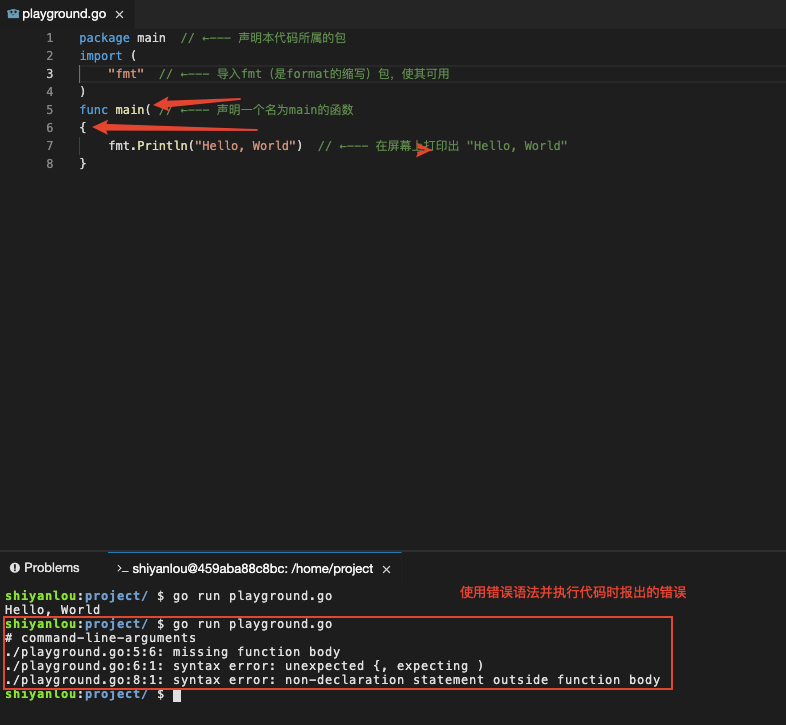 playground.go ×
1 package main // ←––– 声明本代码所属的包
2 import (
3 "fmt" // ←––– 导入fmt（是format的缩写）包，使其可用
4 )
5 func main( // ←––– 声明一个名为main的函数
6 {
7 fmt.Println("Hello, World") // ←––– 在屏幕上打印出 "Hello, World"
8 }
Problems >_ shiyanlou@459aba88c8bc: /home/project ×
shiyanlou:project/ $ go run playground.go
使用错误语法并执行代码时报出的错误
Hello, World
shiyanlou:project/ $ go run playground.go
# command-line-arguments
./playground.go:5:6: missing function body
./playground.go:6:1: syntax error: unexpected {, expecting )
./playground.go:8:1: syntax error: non-declaration statement outside function body
shiyanlou:project/ $